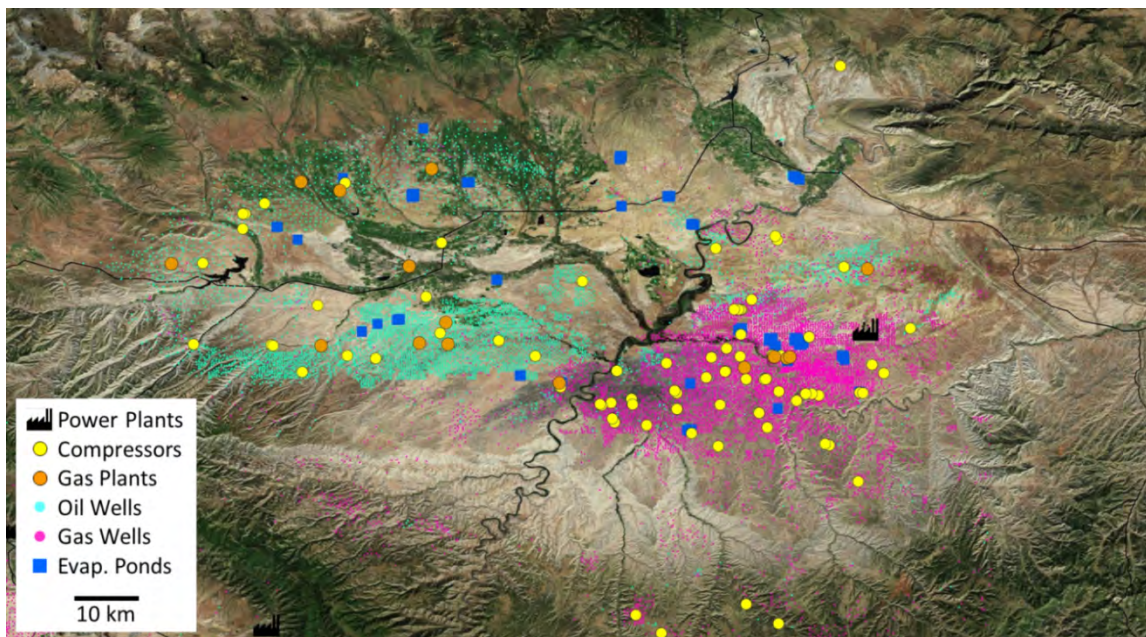 Power Plants
Compressors
Gas Plants
Oil Wells
Gas Wells
Evap. Ponds
10 km